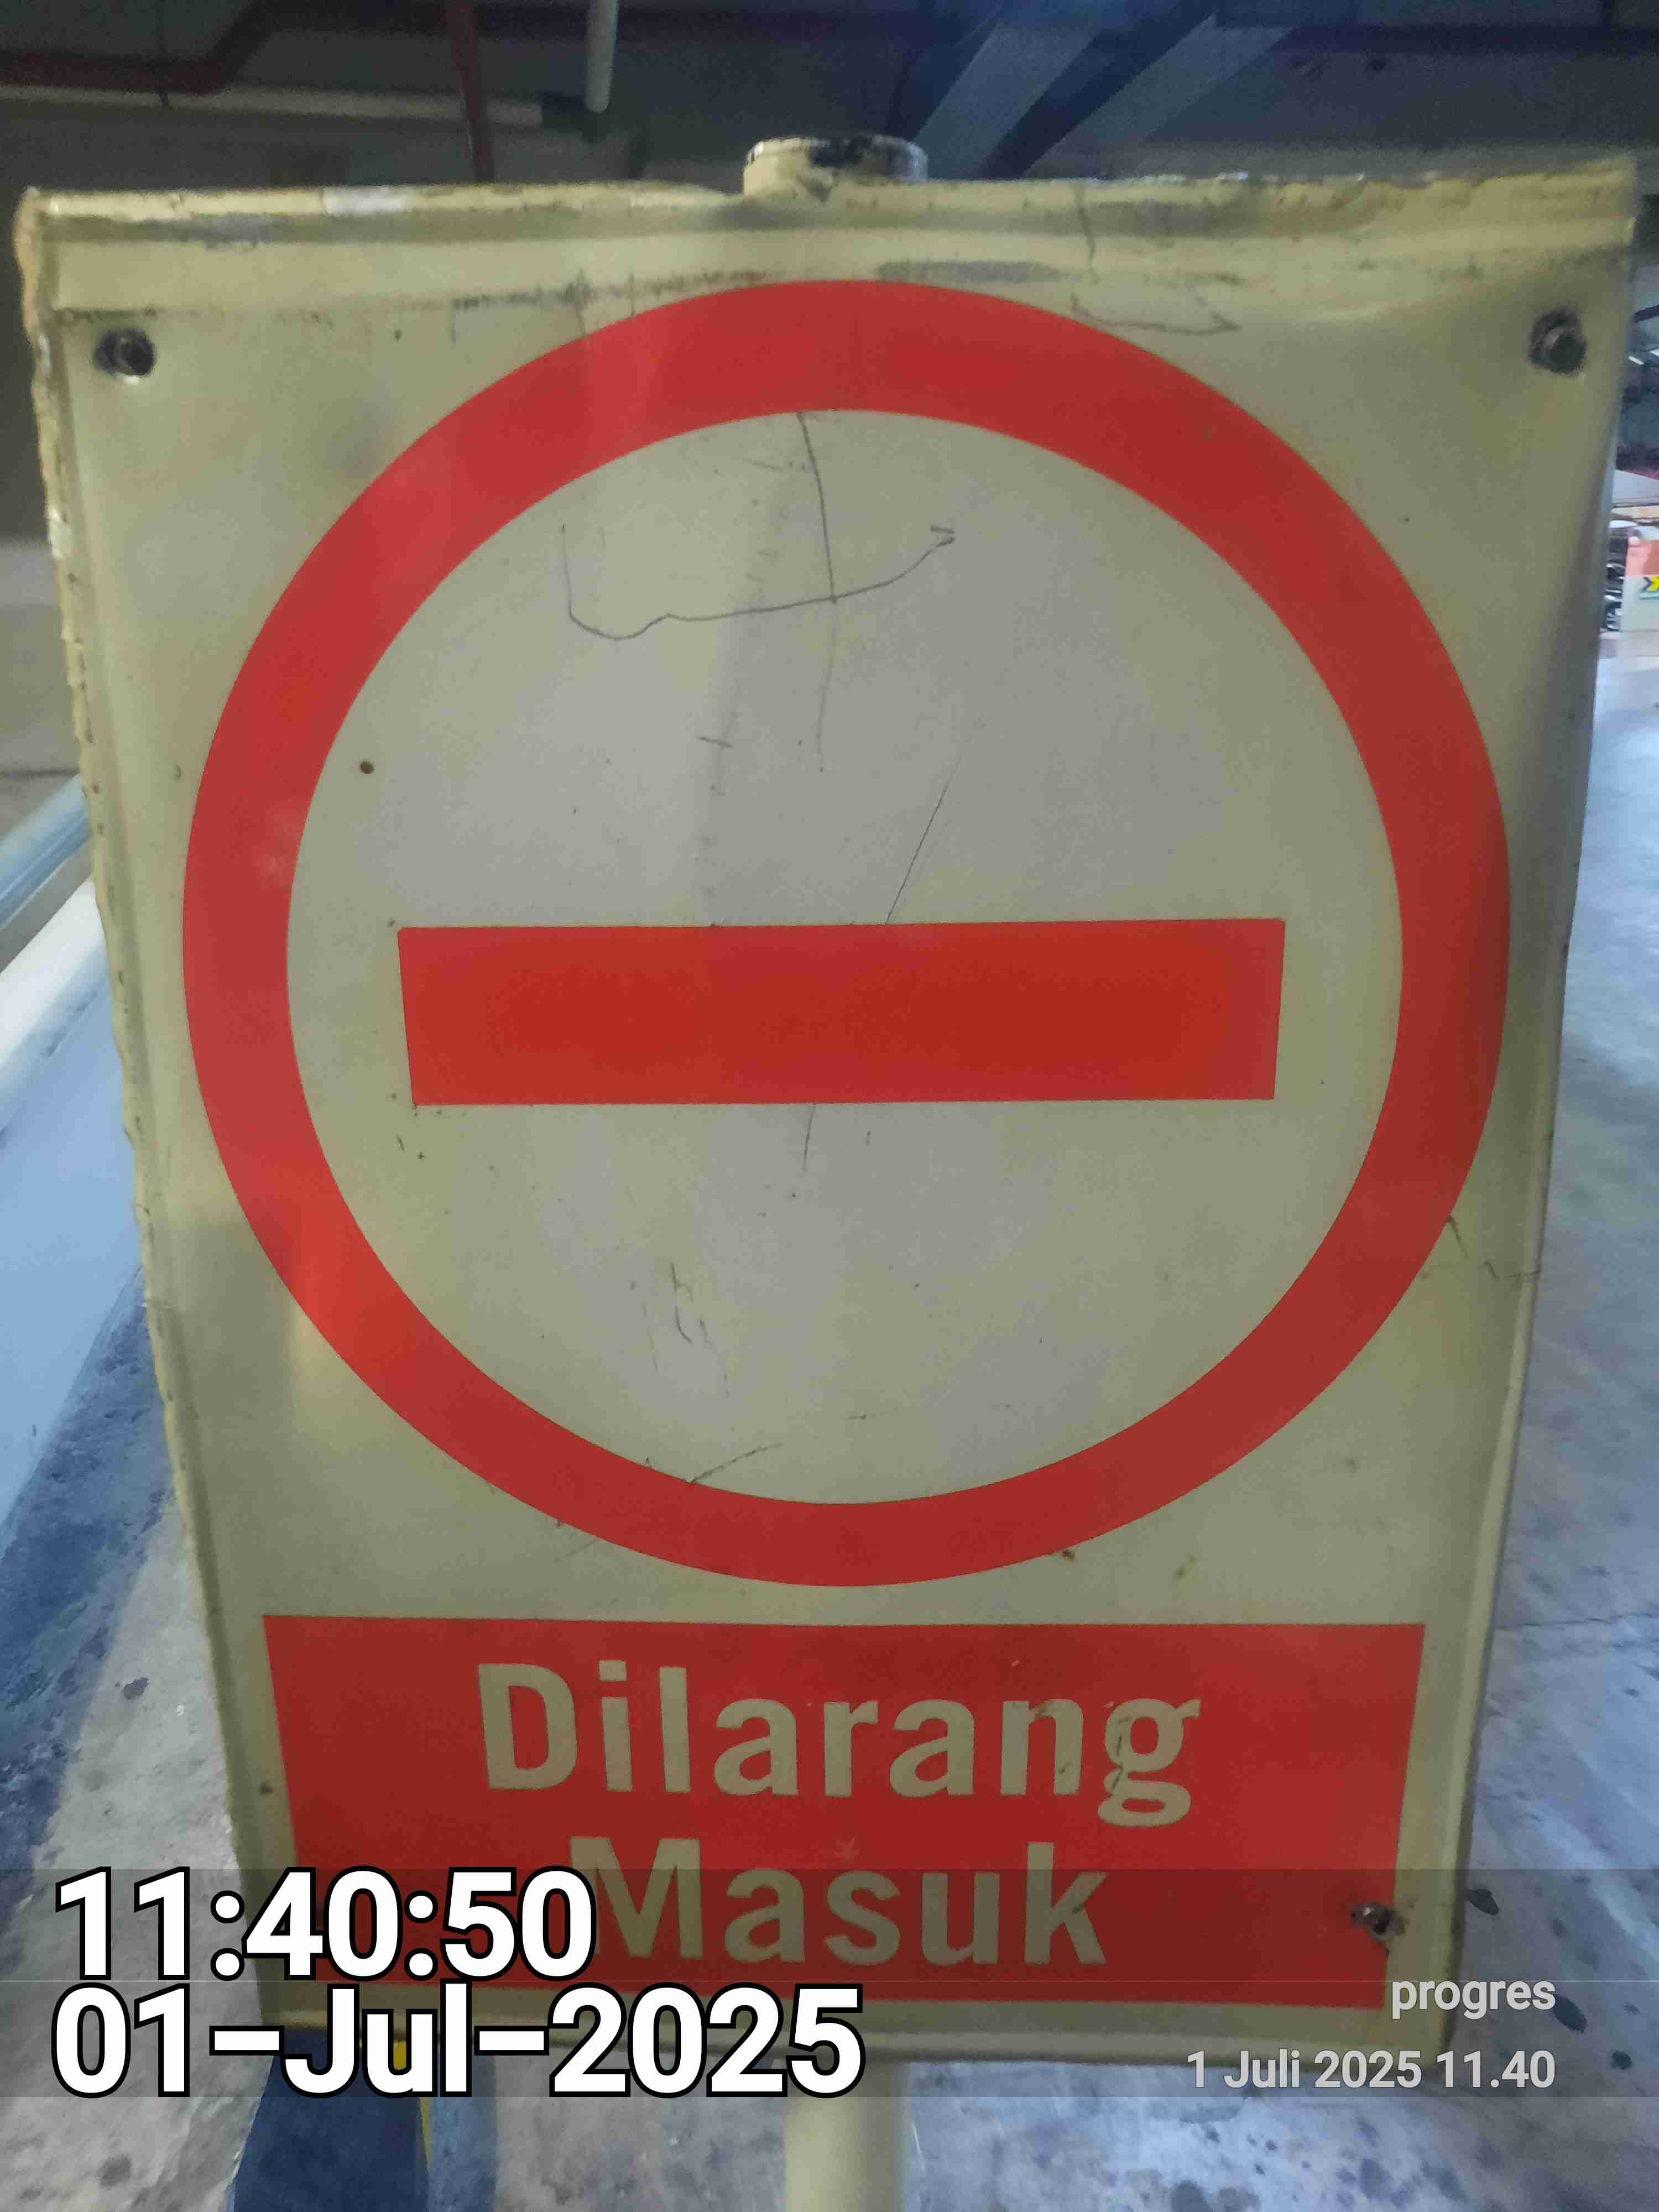 Dilarang
Masuk
11:40:50
01-Jul-2025
progres
1 Juli 2025 11.40